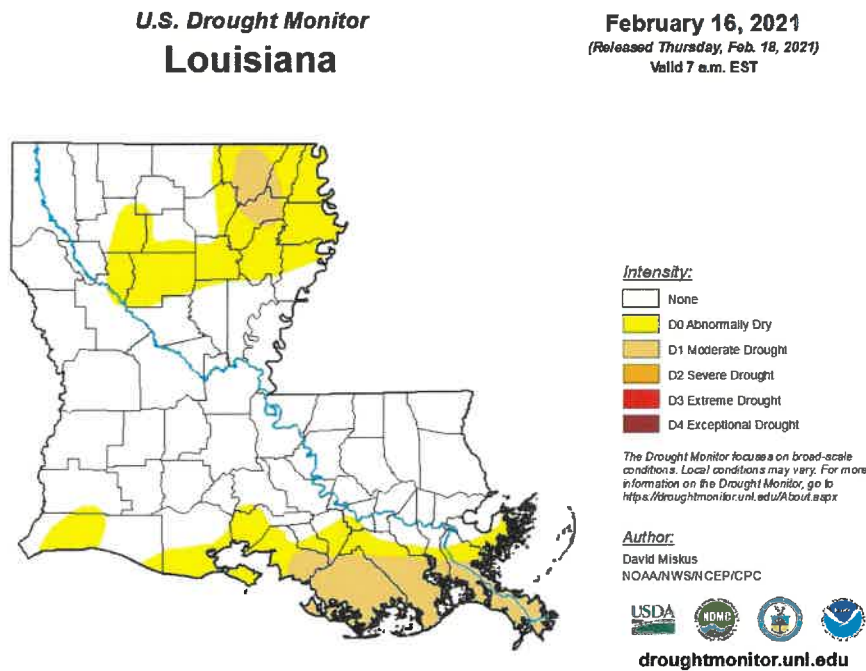 U.S. Drought Monitor
Louisiana
February 16, 2021
(Released Thursday, Feb. 18, 2021)
Valid 7 a.m. EST
Intensity:
None
D0 Abnormally Dry
D1 Moderate Drought
D2 Severe Drought
D3 Extreme Drought
D4 Exceptional Drought
The Drought Monitor focuses on broad-scale
conditions. Local conditions may vary. For more
information on the Drought Monitor, go to
https://droughtmonitor.unl.edu/About.aspx
Author:
David Miskus
NOAA/NWS/NCEP/CPC
USDA
NDMC
droughtmonitor.unl.edu